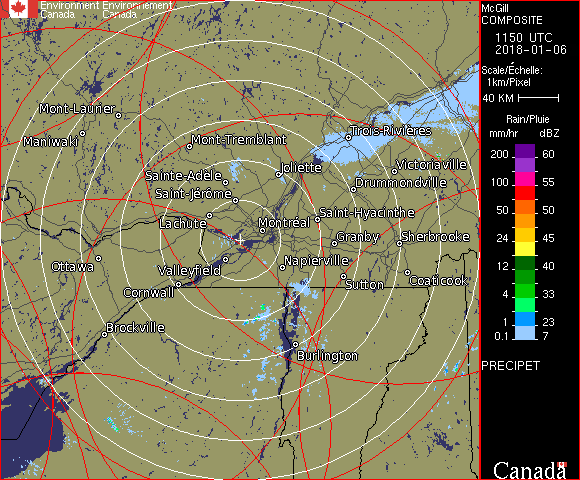 Environment Environnement
Canada Canada
McGill
COMPOSITE
1150 UTC
2018-01-06
Scale/Échelle:
1km/Pixel
40 KM
Rain/Pluie
mm/hr dBZ
200 60
100 55
50 50
24 45
12 40
4 33
1 23
0.1 7
PRECIPET
Canada
Mont-Laurier
Maniwaki
Mont-Tremblant
Trois-Rivières
Sainte-Adèle
Joliette
Victoriaville
Saint-Jérôme
Drummondville
Lachute
Montréal
Saint-Hyacinthe
Granby
Sherbrooke
Ottawa
Valleyfield
Napierville
Cornwall
Sutton
Coaticook
Brockville
Burlington